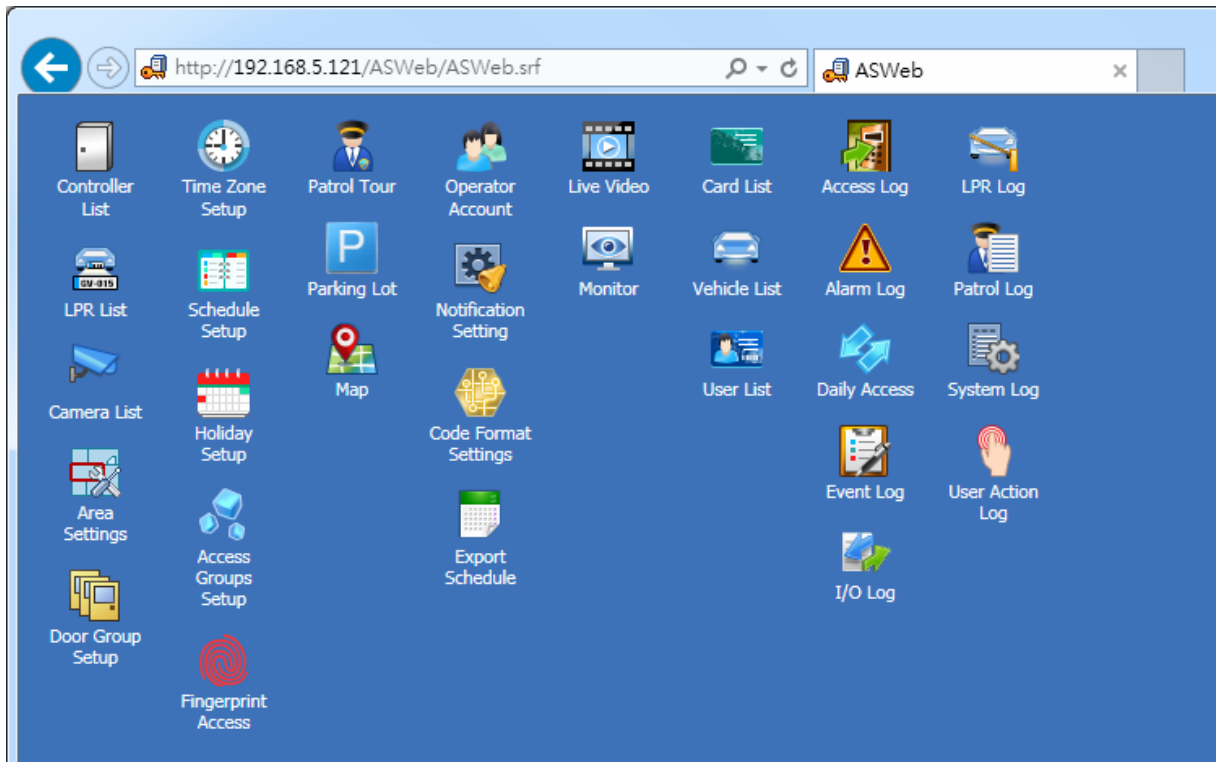 http://192.168.5.121/ASWeb/ASWeb.srf
ASWeb
Controller
List
LPR List
GV-015
Camera List
Area
Settings
Door Group
Setup
Time Zone
Setup
Schedule
Setup
Holiday
Setup
Access
Groups
Setup
Fingerprint
Access
Patrol Tour
P
Parking Lot
Map
Operator
Account
Notification
Setting
Code Format
Settings
Export
Schedule
Live Video
Monitor
Card List
Vehicle List
User List
Access Log
Alarm Log
Daily Access
Event Log
I/O Log
LPR Log
Patrol Log
System Log
User Action
Log